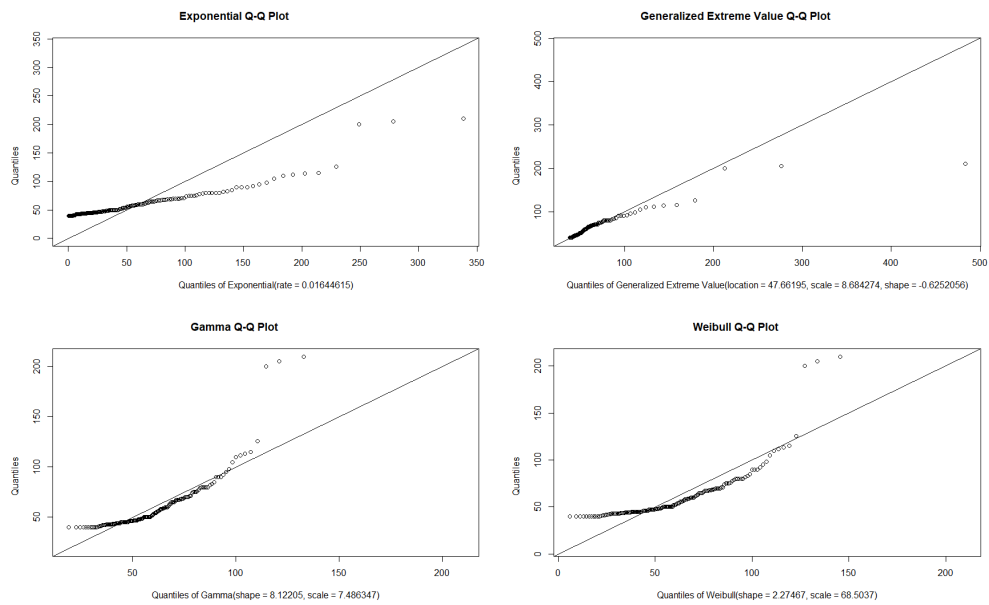 Exponential Q-Q Plot
Quantiles
0 50 100 150 200 250 300 350
0 50 100 150 200 250 300 350
Quantiles of Exponential(rate = 0.01644615)
Generalized Extreme Value Q-Q Plot
Quantiles
100 200 300 400 500
100 200 300 400 500
Quantiles of Generalized Extreme Value(location = 47.66195, scale = 8.684274, shape = -0.6252056)
Gamma Q-Q Plot
Quantiles
50 100 150 200
50 100 150 200
Quantiles of Gamma(shape = 8.12205, scale = 7.486347)
Weibull Q-Q Plot
Quantiles
0 50 100 150 200
0 50 100 150 200
Quantiles of Weibull(shape = 2.27467, scale = 68.5037)